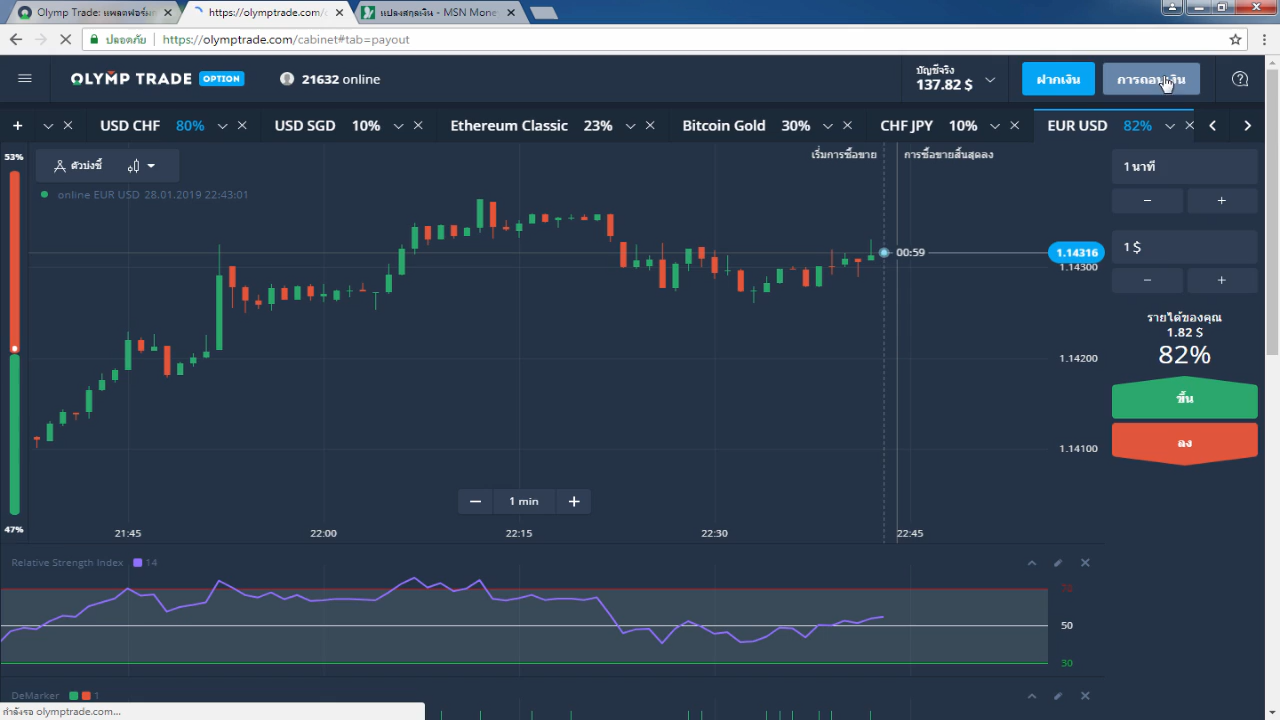 Olymp Trade: แพลตฟอร์ม
https://olymptrade.com/c
แปลงสกุลเงิน - MSN Mone
ปลอดภัย
https://olymptrade.com/cabinet#tab=payout
OLYMP TRADE OPTION
21632 online
บัญชีจริง
137.82 $
ฝากเงิน
การถอนเงิน
USD CHF 80%
USD SGD 10%
Ethereum Classic 23%
Bitcoin Gold 30%
CHF JPY 10%
EUR USD 82%
53%
ตัวบ่งชี้
online EUR USD 28.01.2019 22:43:01
เริ่มการซื้อขาย
การซื้อขายสิ้นสุดลง
1 นาที
− +
1 $
− +
00:59
1.14316
1.14300
1.14200
1.14100
รายได้ของคุณ
1.82 $
82%
ขึ้น
ลง
− 1 min +
47%
21:45
22:00
22:15
22:30
22:45
Relative Strength Index 14
50
30
DeMarker 1
กำลังรอ olymptrade.com...